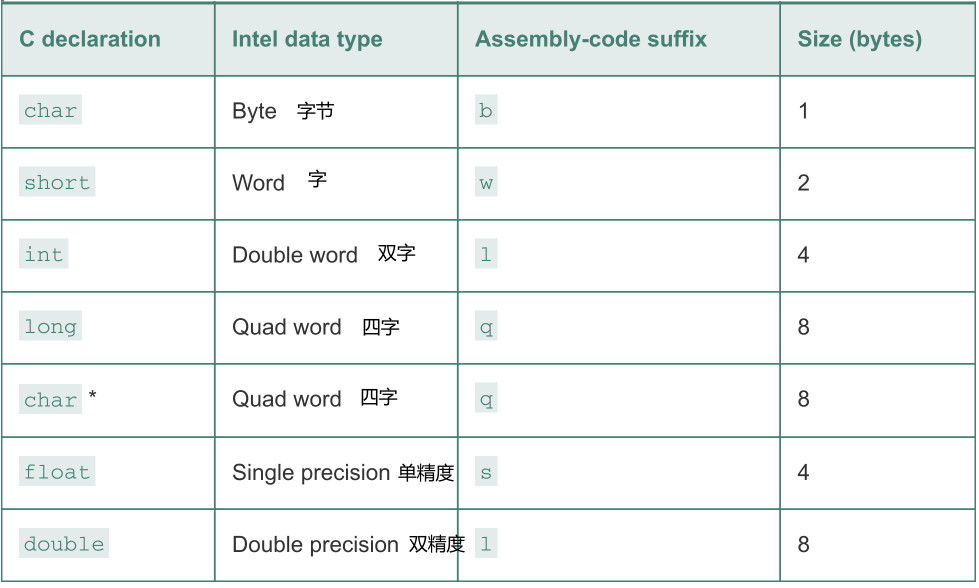 C declaration Intel data type Assembly-code suffix Size (bytes)
char Byte 字节 b 1
short Word 字 w 2
int Double word 双字 l 4
long Quad word 四字 q 8
char * Quad word 四字 q 8
float Single precision 单精度 s 4
double Double precision 双精度 l 8